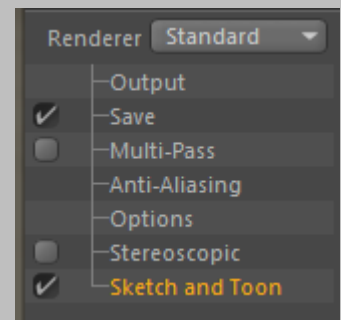 Renderer Standard
Output
Save
Multi-Pass
Anti-Aliasing
Options
Stereoscopic
Sketch and Toon